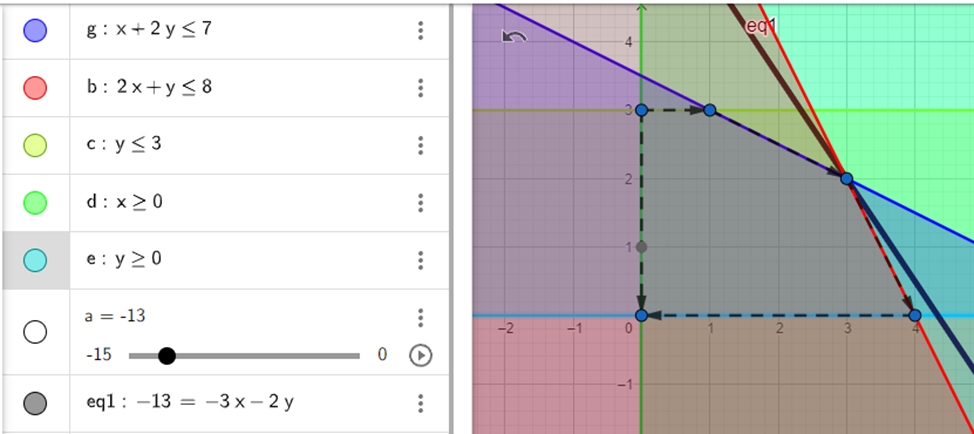 g : x + 2 y ≤ 7
b : 2 x + y ≤ 8
c : y ≤ 3
d : x ≥ 0
e : y ≥ 0
a = -13
-15 0
eq1 : −13 = −3 x − 2 y
eq1
4
3
2
1
−2 −1 0 1 2 3 4
−1